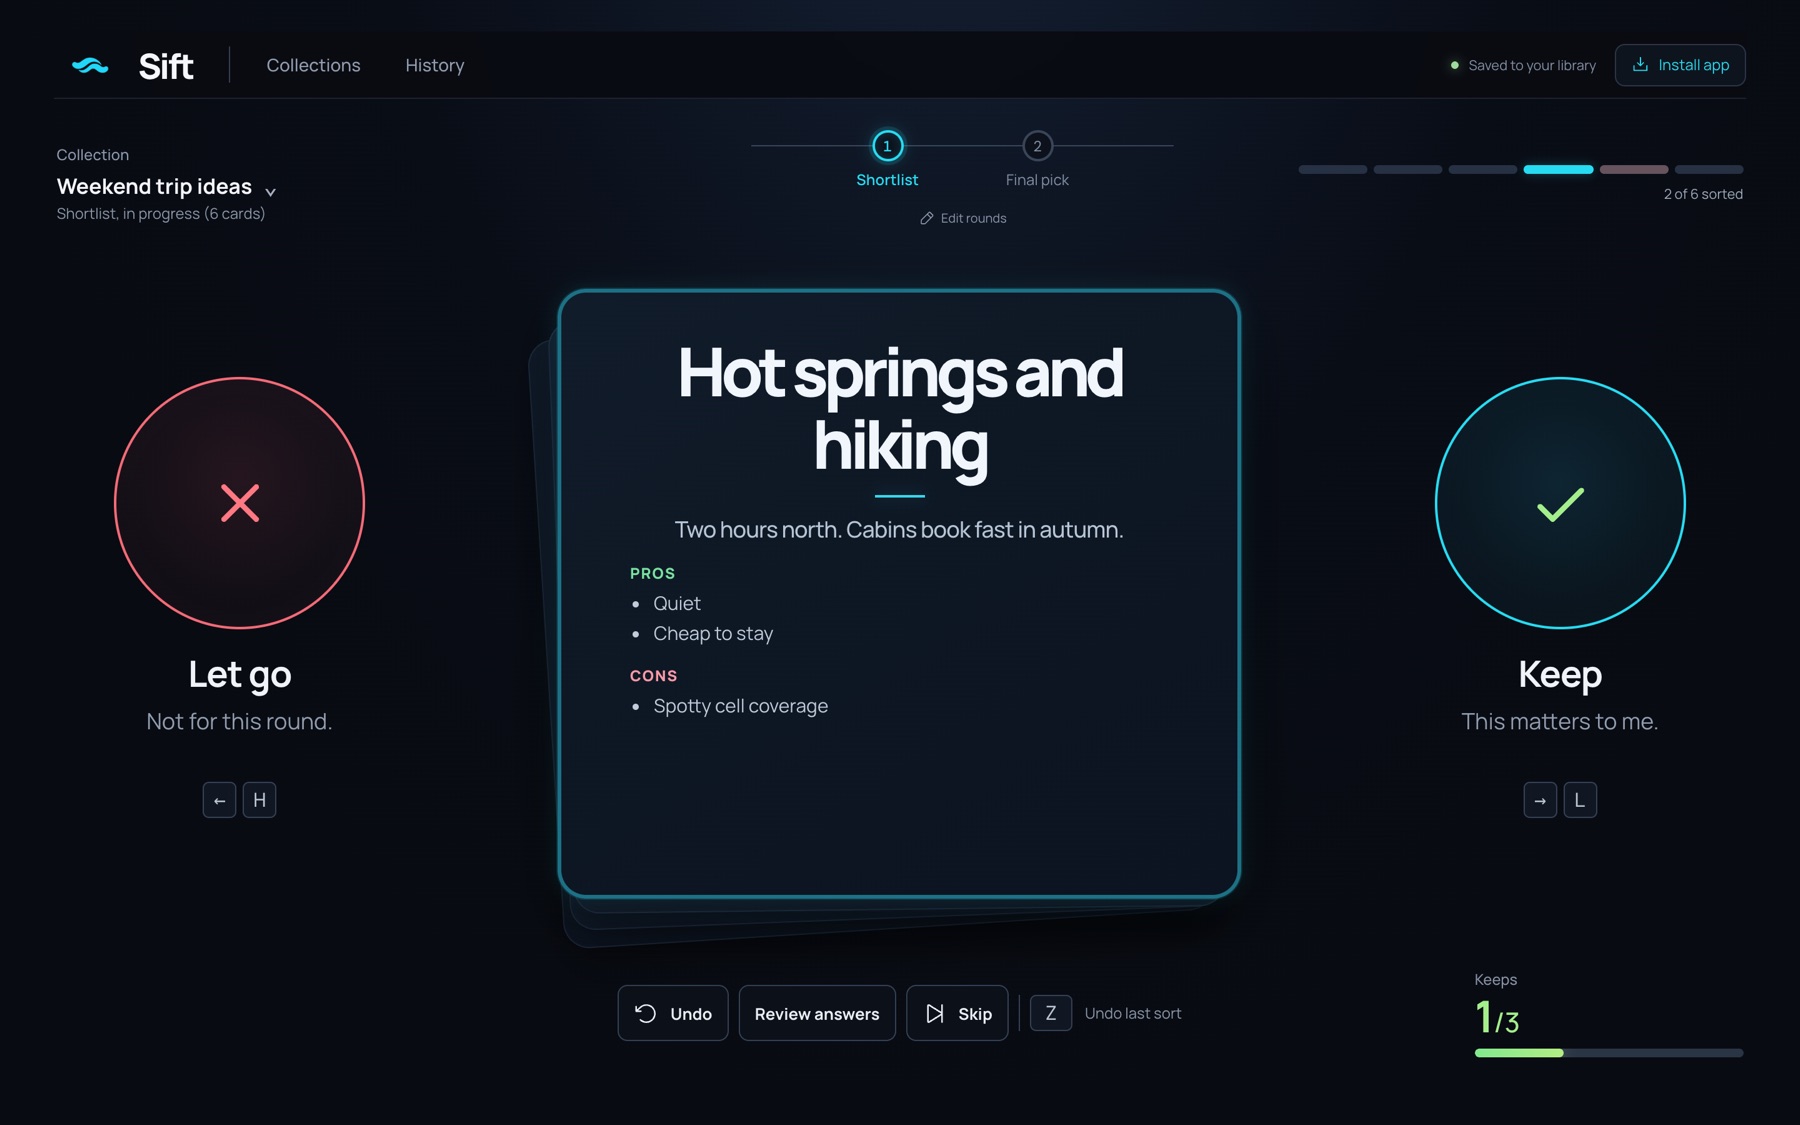 Sift
Collections
History
Saved to your library
Install app
Collection
Weekend trip ideas
Shortlist, in progress (6 cards)
1
2
Shortlist
Final pick
Edit rounds
2 of 6 sorted
Let go
Not for this round.
← H
Hot springs and
hiking
Two hours north. Cabins book fast in autumn.
PROS
• Quiet
• Cheap to stay
CONS
• Spotty cell coverage
Keep
This matters to me.
→ L
Undo
Review answers
Skip
Z
Undo last sort
Keeps
1/3